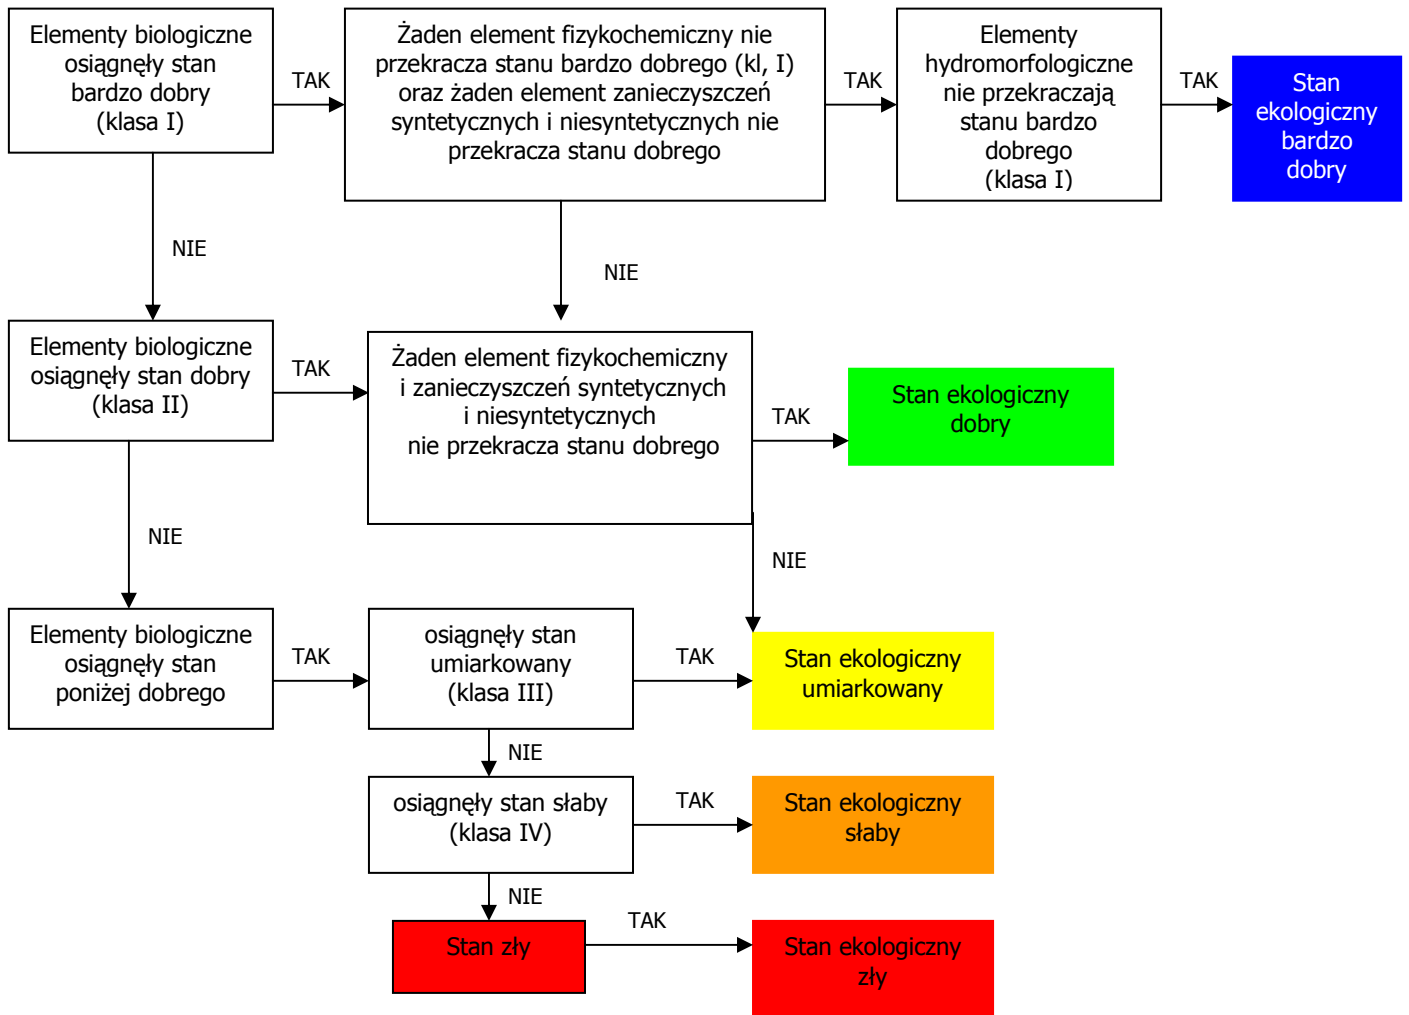 Elementy biologiczne
osiągnęły stan
bardzo dobry
(klasa I)
TAK
Żaden element fizykochemiczny nie
przekracza stanu bardzo dobrego (kl, I)
oraz żaden element zanieczyszczeń
syntetycznych i niesyntetycznych nie
przekracza stanu dobrego
TAK
Elementy
hydromorfologiczne
nie przekraczają
stanu bardzo
dobrego
(klasa I)
TAK
Stan
ekologiczny
bardzo
dobry
NIE
NIE
Elementy biologiczne
osiągnęły stan dobry
(klasa II)
TAK
Żaden element fizykochemiczny
i zanieczyszczeń syntetycznych
i niesyntetycznych
nie przekracza stanu dobrego
TAK
Stan ekologiczny
dobry
NIE
NIE
Elementy biologiczne
osiągnęły stan
poniżej dobrego
TAK
osiągnęły stan
umiarkowany
(klasa III)
TAK
Stan ekologiczny
umiarkowany
NIE
osiągnęły stan słaby
(klasa IV)
TAK
Stan ekologiczny
słaby
NIE
Stan zły
TAK
Stan ekologiczny
zły